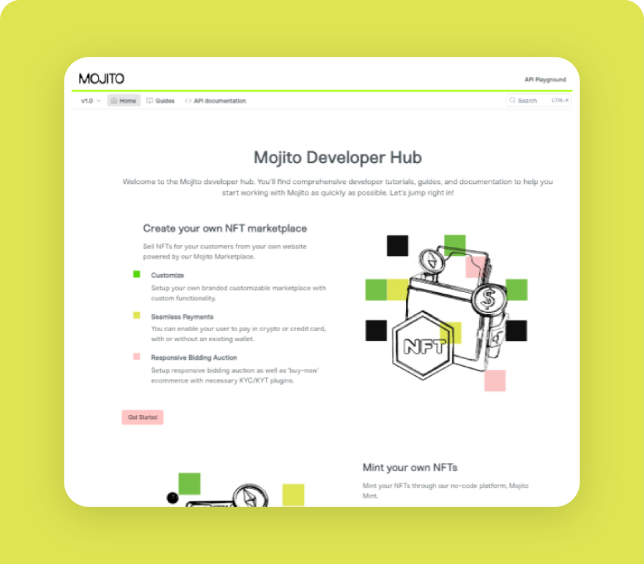 MOJITO
API Playground
v1.0 Home Guides API documentation Search CTRL-K
Mojito Developer Hub
Welcome to the Mojito developer hub. You'll find comprehensive developer tutorials, guides, and documentation to help you
start working with Mojito as quickly as possible. Let's jump right in!
Create your own NFT marketplace
Sell NFTs for your customers from your own website
powered by our Mojito Marketplace.
Customize
Setup your own branded customizable marketplace with
custom functionality.
Seamless Payments
You can enable your user to pay in crypto or credit card,
with or without an existing wallet.
Responsive Bidding Auction
Setup responsive bidding auction as well as 'buy-now'
ecommerce with necessary KYC/KYT plugins.
$
NFT
Get Started
Mint your own NFTs
Mint your NFTs through our no-code platform, Mojito
Mint.